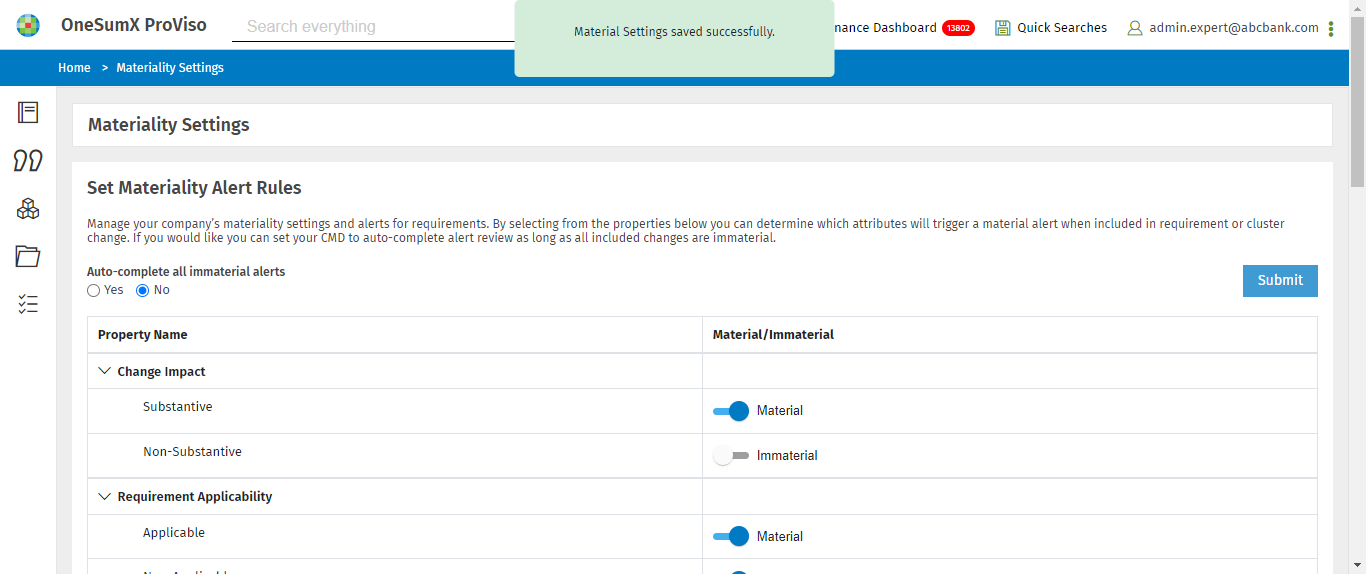 OneSumX ProViso
Search everything
Material Settings saved successfully.
Dashboard
13802
Quick Searches
admin.expert@abcbank.com
Home > Materiality Settings
Materiality Settings
Set Materiality Alert Rules
Manage your company's materiality settings and alerts for requirements. By selecting from the properties below you can determine which attributes will trigger a material alert when included in requirement or cluster
change. If you would like you can set your CMD to auto-complete alert review as long as all included changes are immaterial.
Auto-complete all immaterial alerts
Yes No
Submit
Property Name Material/Immaterial
Change Impact
Substantive Material
Non-Substantive Immaterial
Requirement Applicability
Applicable Material